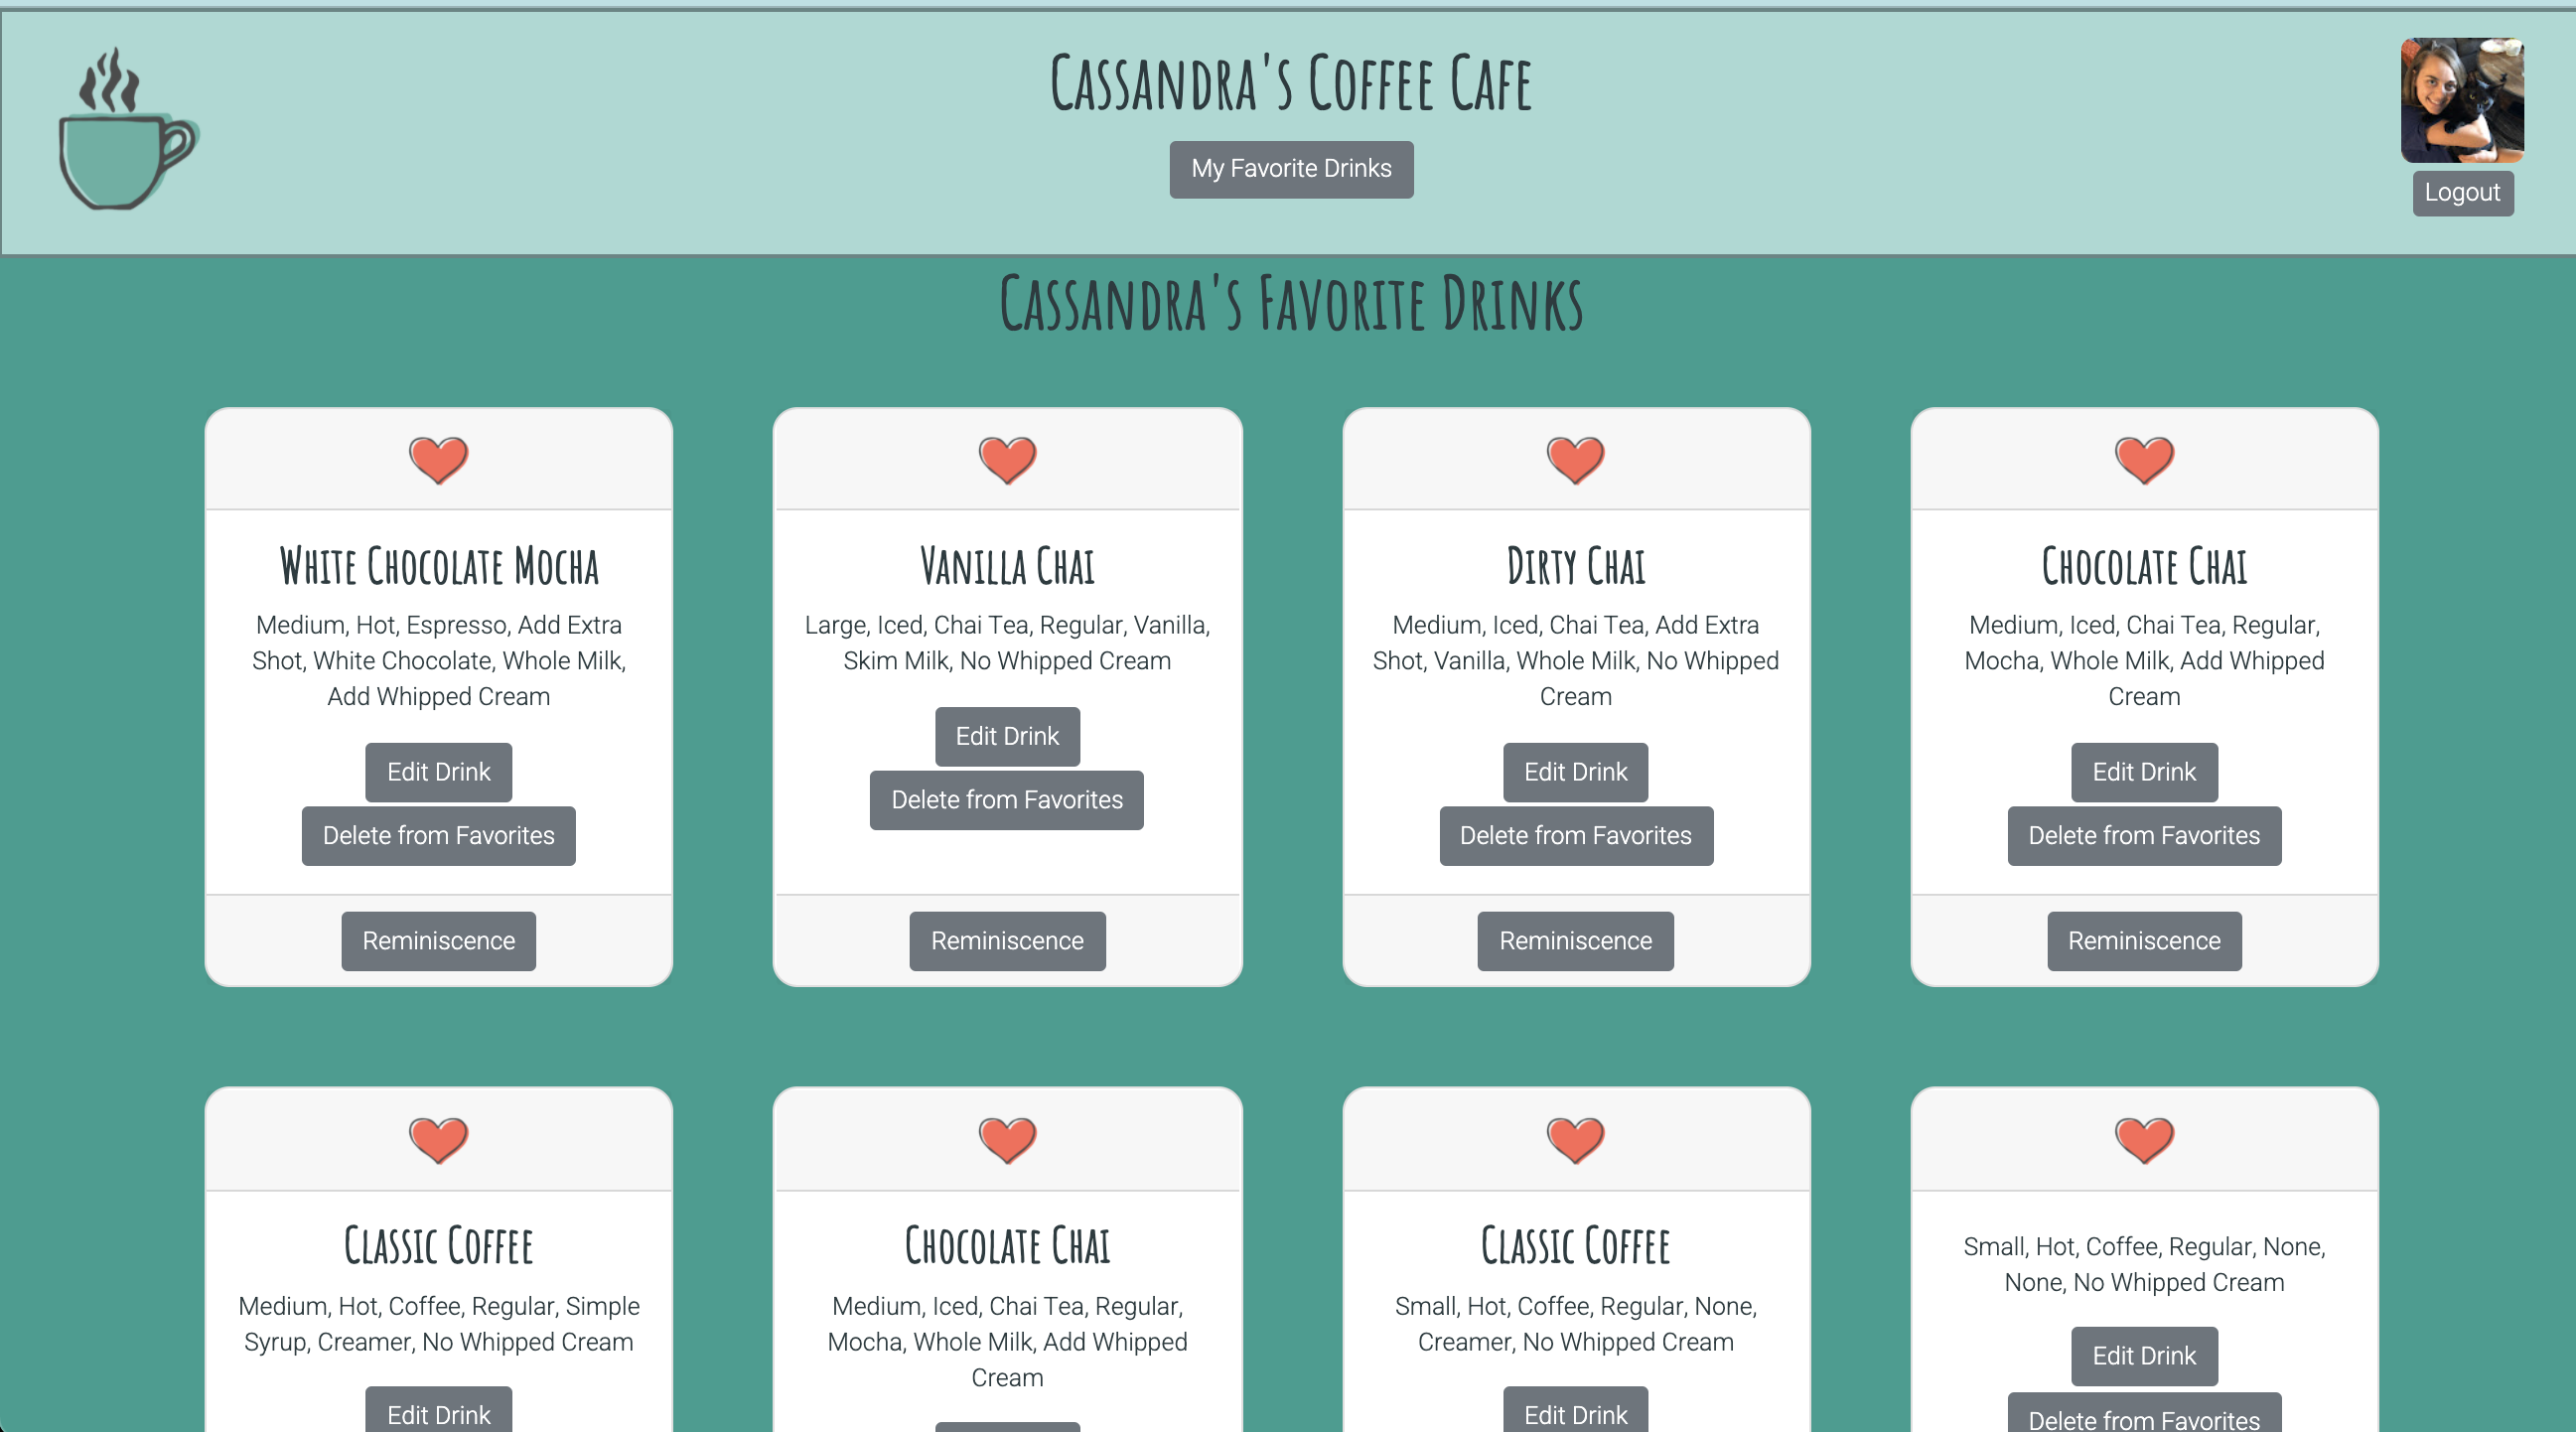 Cassandra's Coffee Cafe
My Favorite Drinks
Logout
Cassandra's Favorite Drinks
White Chocolate Mocha
Medium, Hot, Espresso, Add Extra
Shot, White Chocolate, Whole Milk,
Add Whipped Cream
Edit Drink
Delete from Favorites
Reminiscence
Vanilla Chai
Large, Iced, Chai Tea, Regular, Vanilla,
Skim Milk, No Whipped Cream
Edit Drink
Delete from Favorites
Reminiscence
Dirty Chai
Medium, Iced, Chai Tea, Add Extra
Shot, Vanilla, Whole Milk, No Whipped
Cream
Edit Drink
Delete from Favorites
Reminiscence
Chocolate Chai
Medium, Iced, Chai Tea, Regular,
Mocha, Whole Milk, Add Whipped
Cream
Edit Drink
Delete from Favorites
Reminiscence
Classic Coffee
Medium, Hot, Coffee, Regular, Simple
Syrup, Creamer, No Whipped Cream
Edit Drink
Chocolate Chai
Medium, Iced, Chai Tea, Regular,
Mocha, Whole Milk, Add Whipped
Cream
Classic Coffee
Small, Hot, Coffee, Regular, None,
Creamer, No Whipped Cream
Edit Drink
Small, Hot, Coffee, Regular, None,
None, No Whipped Cream
Edit Drink
Delete from Favorites